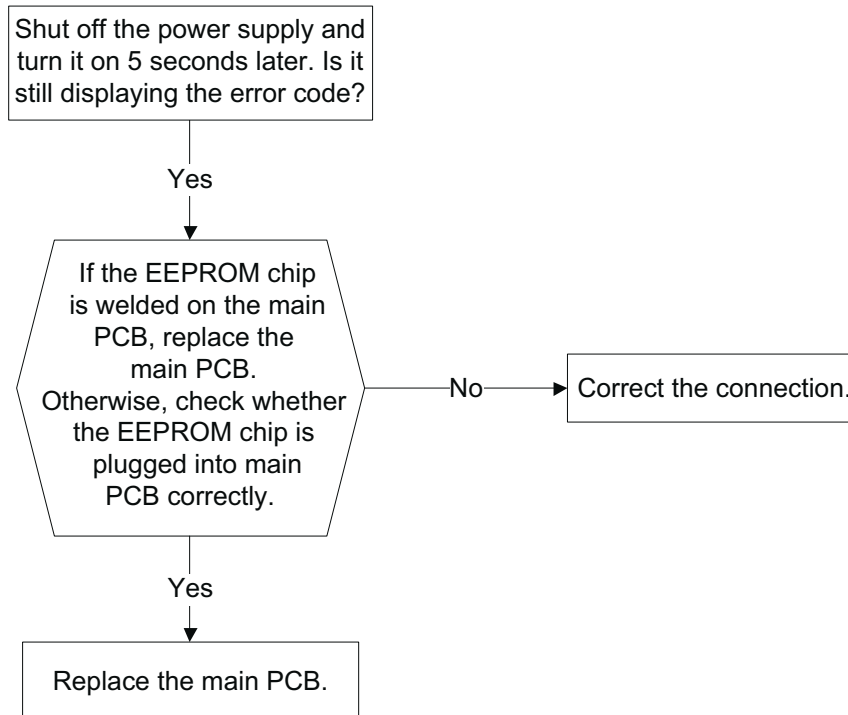 Shut off the power supply and
turn it on 5 seconds later. Is it
still displaying the error code?
Yes
If the EEPROM chip
is welded on the main
PCB, replace the
main PCB.
Otherwise, check whether
the EEPROM chip is
plugged into main
PCB correctly.
No
Correct the connection.
Yes
Replace the main PCB.